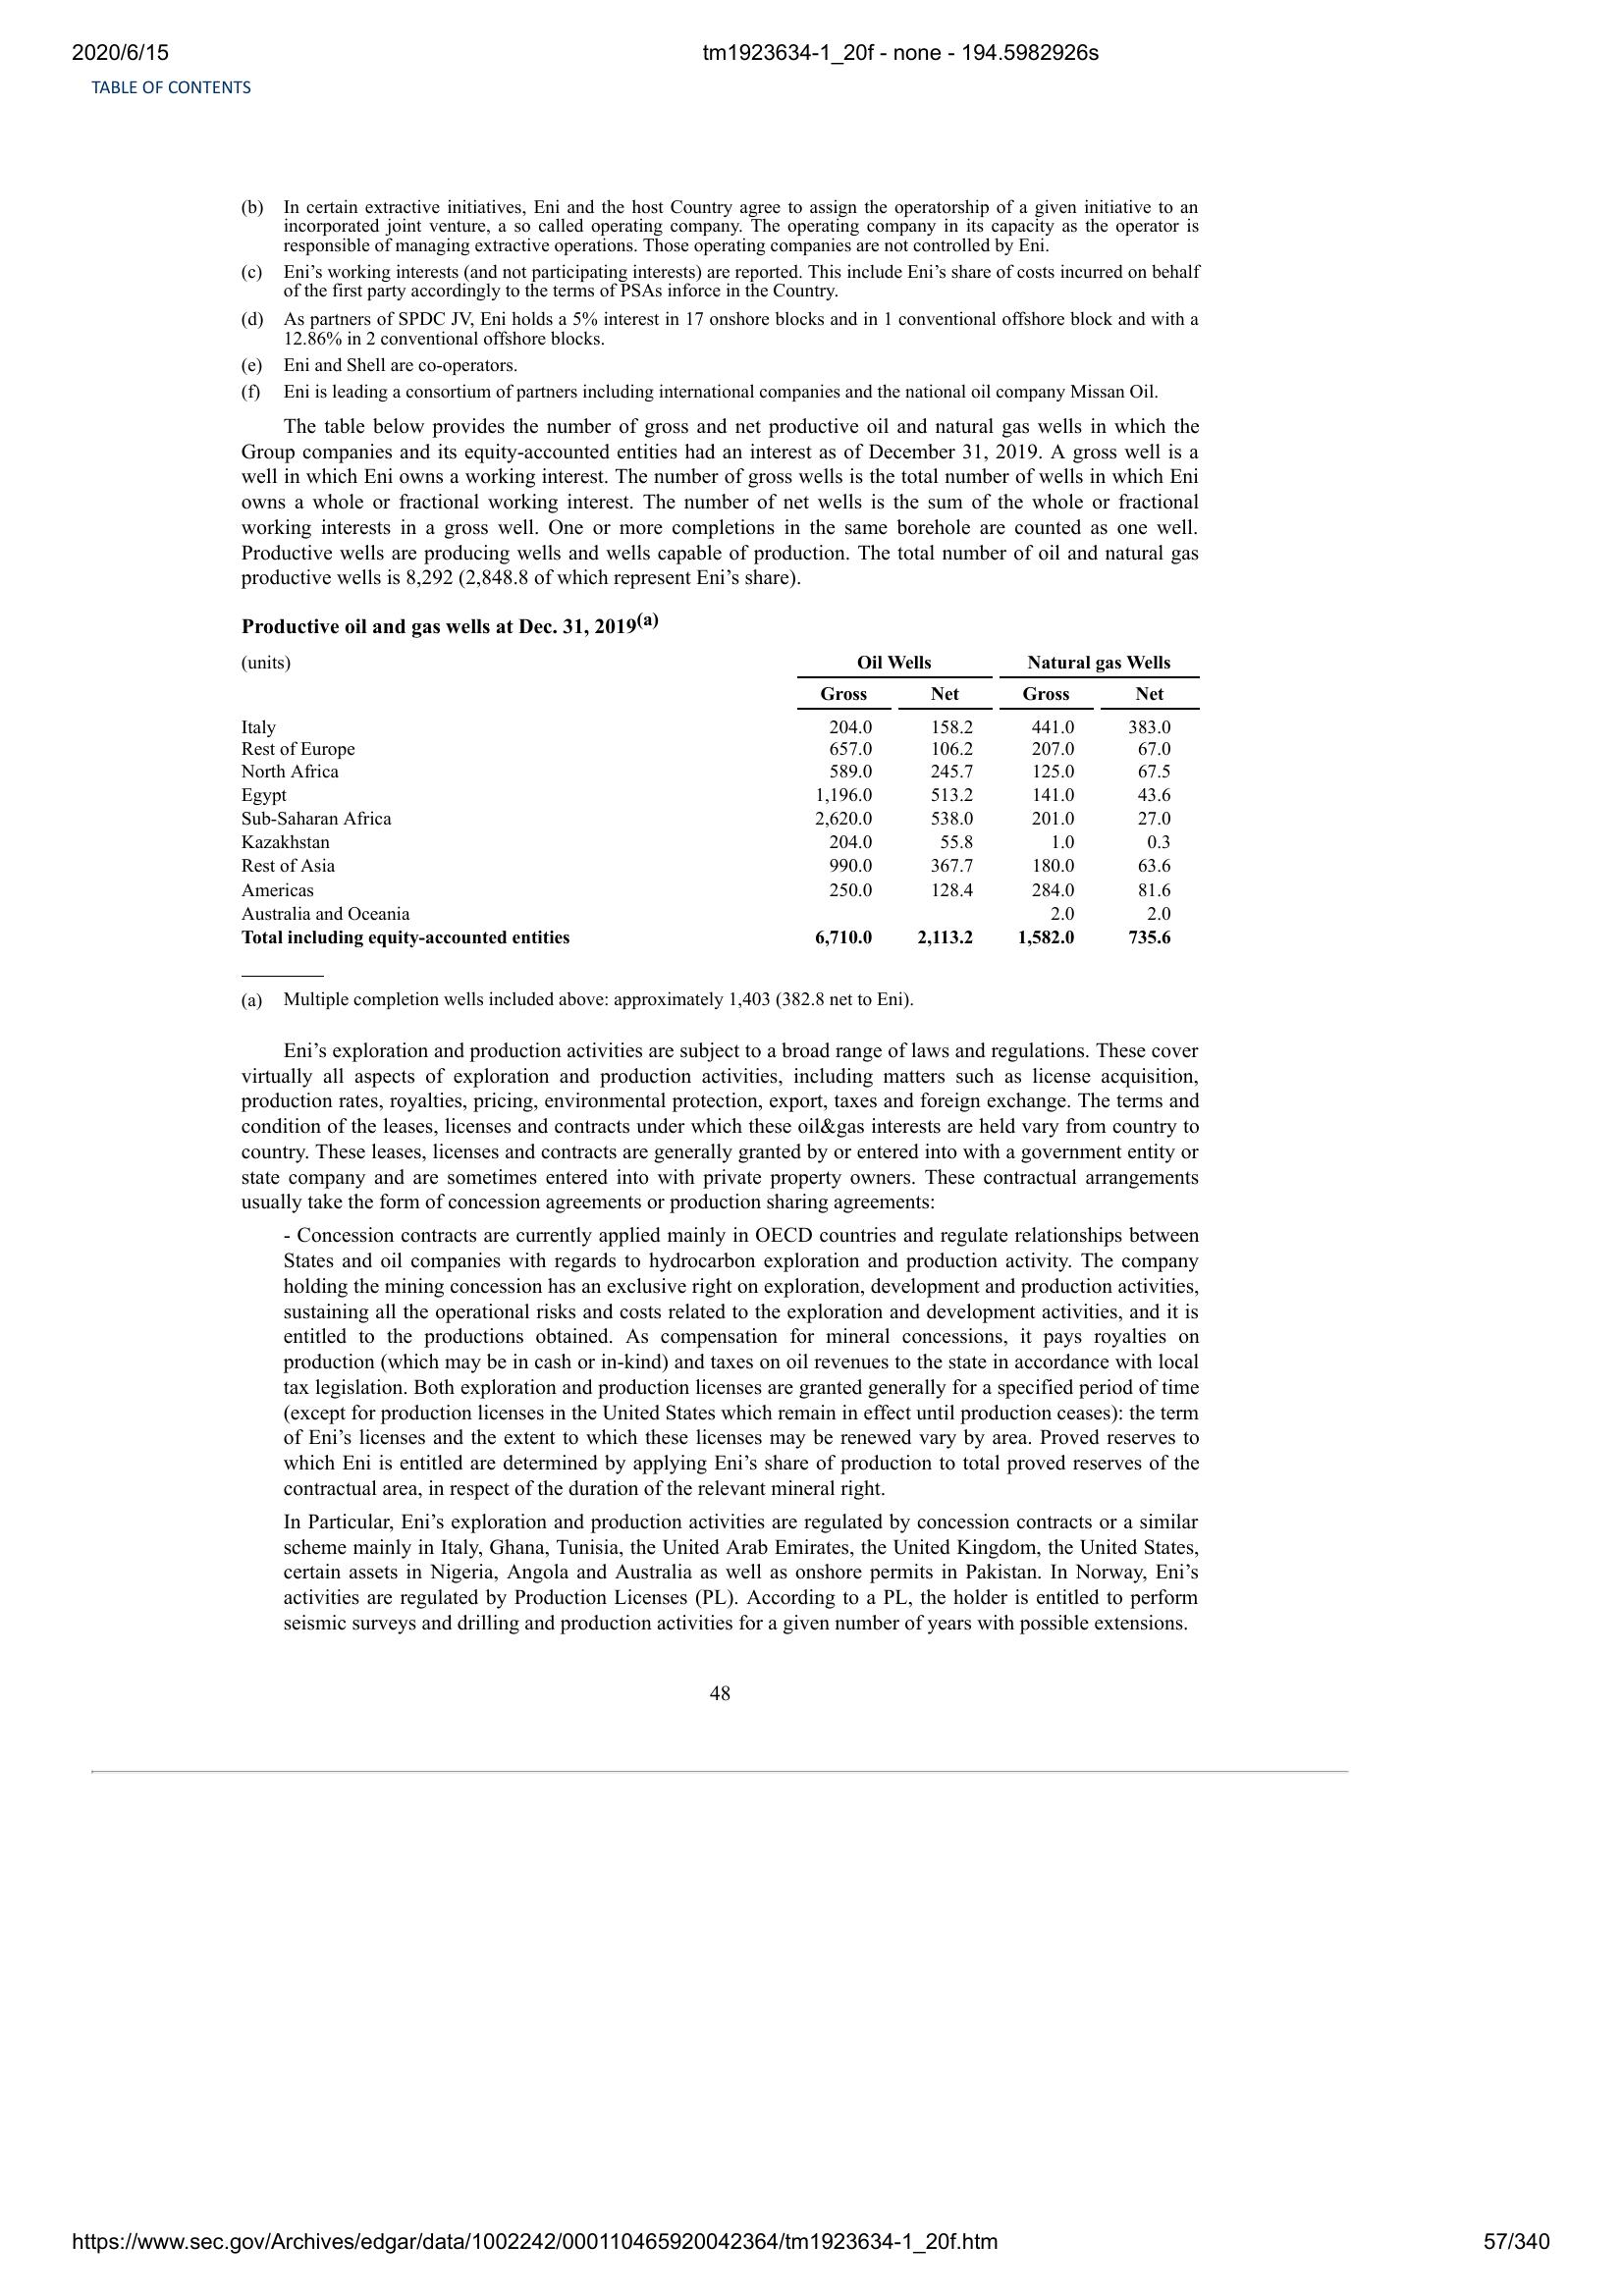 2020/6/15 tm1923634-1_20f - none - 194.5982926s
TABLE OF CONTENTS
(b) In certain extractive initiatives, Eni and the host Country agree to assign the operatorship of a given initiative to an
incorporated joint venture, a so called operating company. The operating company in its capacity as the operator is
responsible of managing extractive operations. Those operating companies are not controlled by Eni.
(c) Eni’s working interests (and not participating interests) are reported. This include Eni’s share of costs incurred on behalf
of the first party accordingly to the terms of PSAs inforce in the Country.
(d) As partners of SPDC JV, Eni holds a 5% interest in 17 onshore blocks and in 1 conventional offshore block and with a
12.86% in 2 conventional offshore blocks.
(e) Eni and Shell are co-operators.
(f) Eni is leading a consortium of partners including international companies and the national oil company Missan Oil.
The table below provides the number of gross and net productive oil and natural gas wells in which the
Group companies and its equity-accounted entities had an interest as of December 31, 2019. A gross well is a
well in which Eni owns a working interest. The number of gross wells is the total number of wells in which Eni
owns a whole or fractional working interest. The number of net wells is the sum of the whole or fractional
working interests in a gross well. One or more completions in the same borehole are counted as one well.
Productive wells are producing wells and wells capable of production. The total number of oil and natural gas
productive wells is 8,292 (2,848.8 of which represent Eni’s share).
Productive oil and gas wells at Dec. 31, 2019(a)
(units) Oil Wells Natural gas Wells
Gross Net Gross Net
Italy 204.0 158.2 441.0 383.0
Rest of Europe 657.0 106.2 207.0 67.0
North Africa 589.0 245.7 125.0 67.5
Egypt 1,196.0 513.2 141.0 43.6
Sub-Saharan Africa 2,620.0 538.0 201.0 27.0
Kazakhstan 204.0 55.8 1.0 0.3
Rest of Asia 990.0 367.7 180.0 63.6
Americas 250.0 128.4 284.0 81.6
Australia and Oceania 2.0 2.0
Total including equity-accounted entities 6,710.0 2,113.2 1,582.0 735.6
(a) Multiple completion wells included above: approximately 1,403 (382.8 net to Eni).
Eni’s exploration and production activities are subject to a broad range of laws and regulations. These cover
virtually all aspects of exploration and production activities, including matters such as license acquisition,
production rates, royalties, pricing, environmental protection, export, taxes and foreign exchange. The terms and
condition of the leases, licenses and contracts under which these oil&gas interests are held vary from country to
country. These leases, licenses and contracts are generally granted by or entered into with a government entity or
state company and are sometimes entered into with private property owners. These contractual arrangements
usually take the form of concession agreements or production sharing agreements:
- Concession contracts are currently applied mainly in OECD countries and regulate relationships between
States and oil companies with regards to hydrocarbon exploration and production activity. The company
holding the mining concession has an exclusive right on exploration, development and production activities,
sustaining all the operational risks and costs related to the exploration and development activities, and it is
entitled to the productions obtained. As compensation for mineral concessions, it pays royalties on
production (which may be in cash or in-kind) and taxes on oil revenues to the state in accordance with local
tax legislation. Both exploration and production licenses are granted generally for a specified period of time
(except for production licenses in the United States which remain in effect until production ceases): the term
of Eni’s licenses and the extent to which these licenses may be renewed vary by area. Proved reserves to
which Eni is entitled are determined by applying Eni’s share of production to total proved reserves of the
contractual area, in respect of the duration of the relevant mineral right.
In Particular, Eni’s exploration and production activities are regulated by concession contracts or a similar
scheme mainly in Italy, Ghana, Tunisia, the United Arab Emirates, the United Kingdom, the United States,
certain assets in Nigeria, Angola and Australia as well as onshore permits in Pakistan. In Norway, Eni’s
activities are regulated by Production Licenses (PL). According to a PL, the holder is entitled to perform
seismic surveys and drilling and production activities for a given number of years with possible extensions.
48
https://www.sec.gov/Archives/edgar/data/1002242/000110465920042364/tm1923634-1_20f.htm 57/340